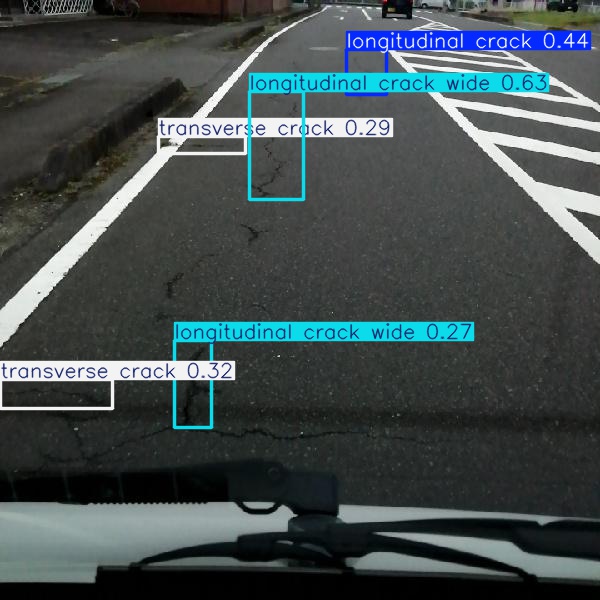 longitudinal crack 0.44
longitudinal crack wide 0.63
transverse crack 0.29
longitudinal crack wide 0.27
transverse crack 0.32